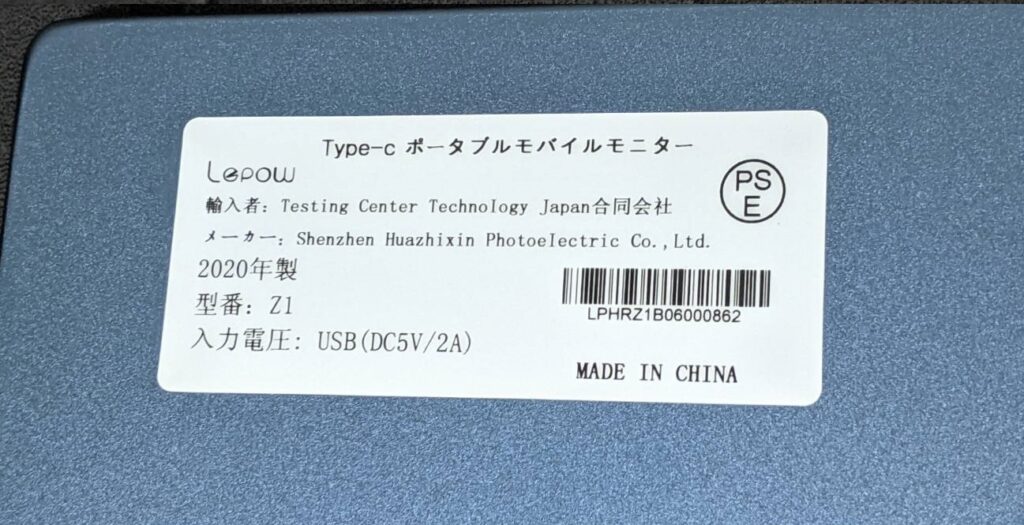 Type-c ポータブルモバイルモニター
Lepow
PS
E
輸入者: Testing Center Technology Japan合同会社
メーカー: Shenzhen Huazhixin Photoelectric Co.,Ltd.
2020年製
型番: Z1
入力電圧: USB(DC5V/2A)
LPHRZ1B06000862
MADE IN CHINA